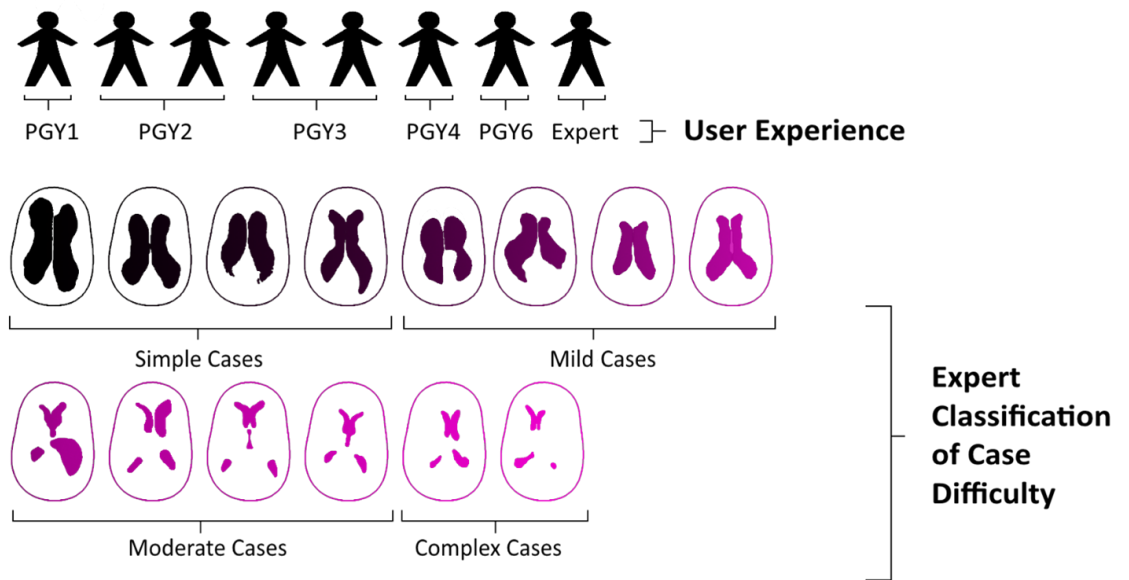 PGY1 PGY2 PGY3 PGY4 PGY6 Expert
User Experience
Simple Cases Mild Cases
Moderate Cases Complex Cases
Expert
Classification
of Case
Difficulty